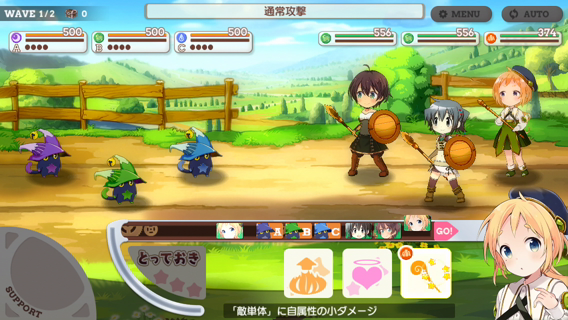 WAVE 1/2 0
通常攻撃
MENU
AUTO
500
A
500
B
500
C
556
556
374
A B C GO!
とっておき
SUPPORT
「敵単体」に自属性の小ダメージ